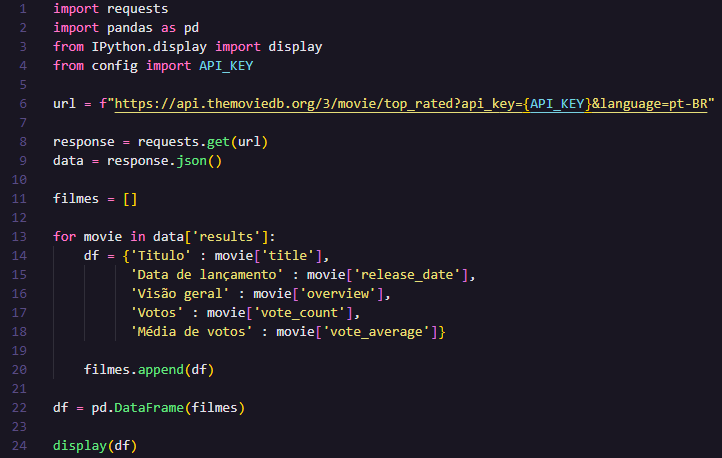 1 import requests
2 import pandas as pd
3 from IPython.display import display
4 from config import API_KEY
5
6 url = f"https://api.themoviedb.org/3/movie/top_rated?api_key={API_KEY}&language=pt-BR"
7
8 response = requests.get(url)
9 data = response.json()
10
11 filmes = []
12
13 for movie in data['results']:
14     df = {'Titulo' : movie['title'],
15           'Data de lançamento' : movie['release_date'],
16           'Visão geral' : movie['overview'],
17           'Votos' : movie['vote_count'],
18           'Média de votos' : movie['vote_average']}
19
20     filmes.append(df)
21
22 df = pd.DataFrame(filmes)
23
24 display(df)